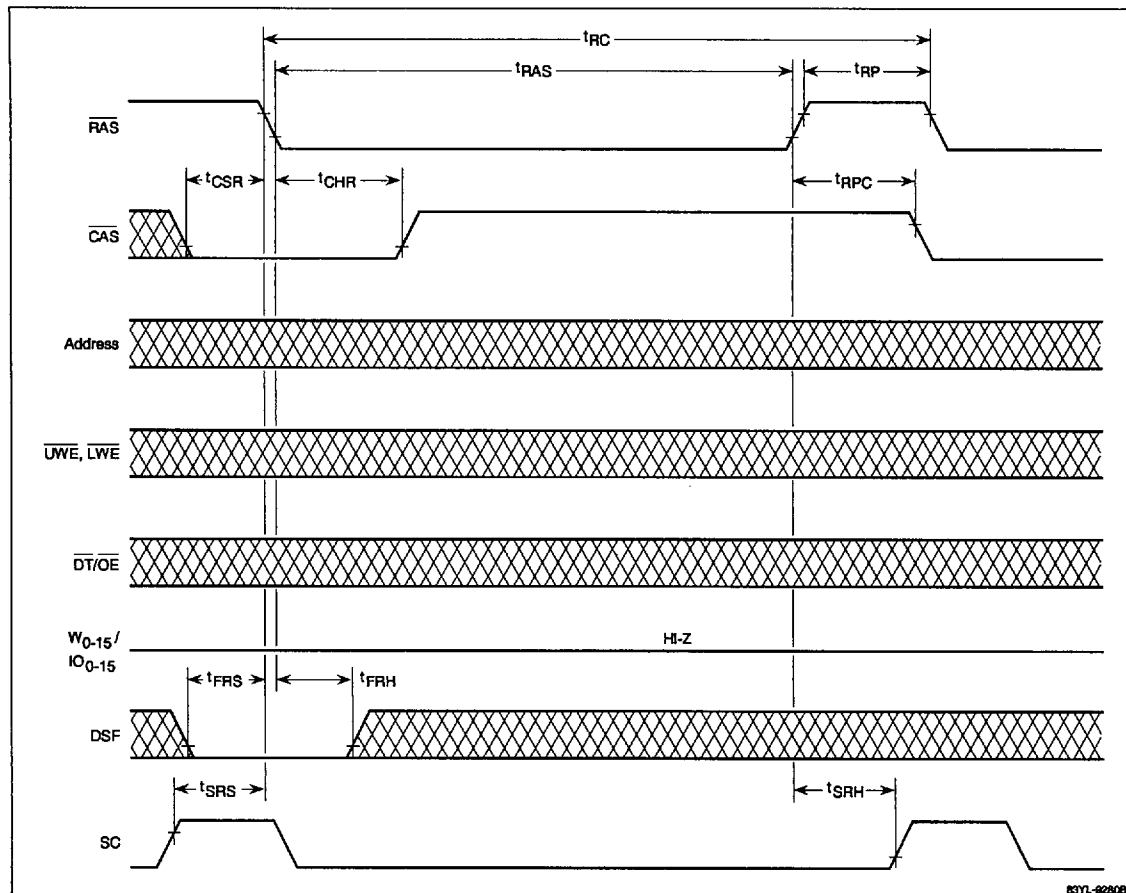 tRC
tRAS
tRP
RAS
tCSR
tCHR
tRPC
CAS
Address
UWE, LWE
DT/OE
W0-15 /
IO0-15
HI-Z
tFRS
tFRH
DSF
tSRS
tSRH
SC
83YL-9280B